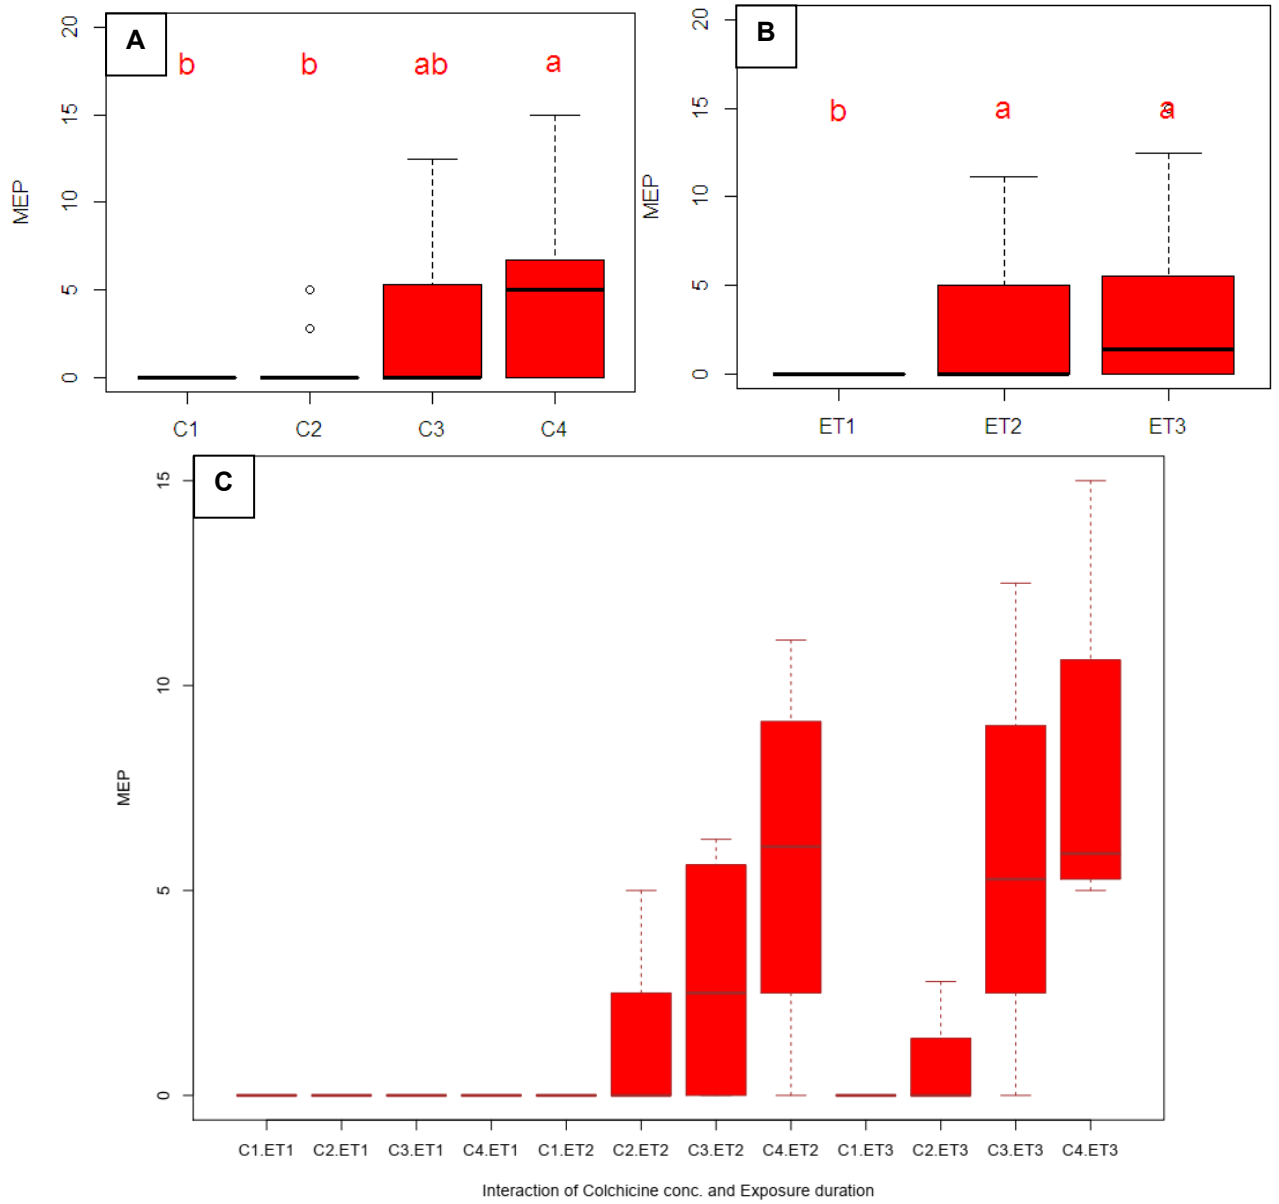 A
b b ab a
20
15
10
5
0
MEP
C1 C2 C3 C4
B
b a a
20
15
10
5
0
MEP
ET1 ET2 ET3
C
15
10
5
0
MEP
C1.ET1 C2.ET1 C3.ET1 C4.ET1 C1.ET2 C2.ET2 C3.ET2 C4.ET2 C1.ET3 C2.ET3 C3.ET3 C4.ET3
Interaction of Colchicine conc. and Exposure duration